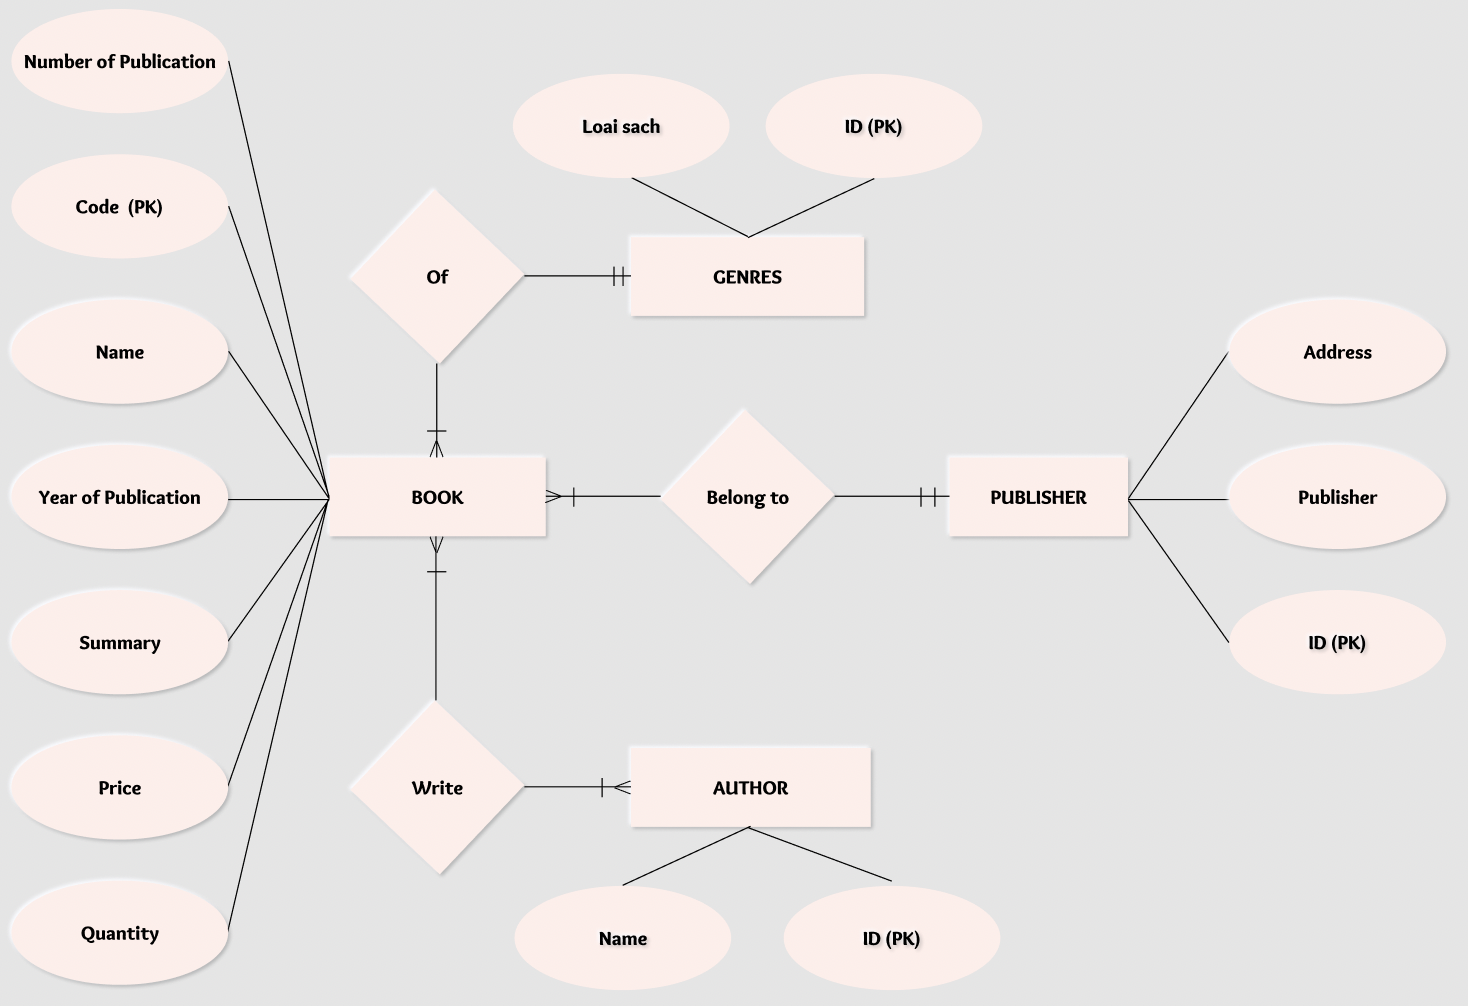 Number of Publication
Loai sach
ID (PK)
Code  (PK)
Of
GENRES
Name
Address
Year of Publication
BOOK
Belong to
PUBLISHER
Publisher
Summary
ID (PK)
Price
Write
AUTHOR
Quantity
Name
ID (PK)